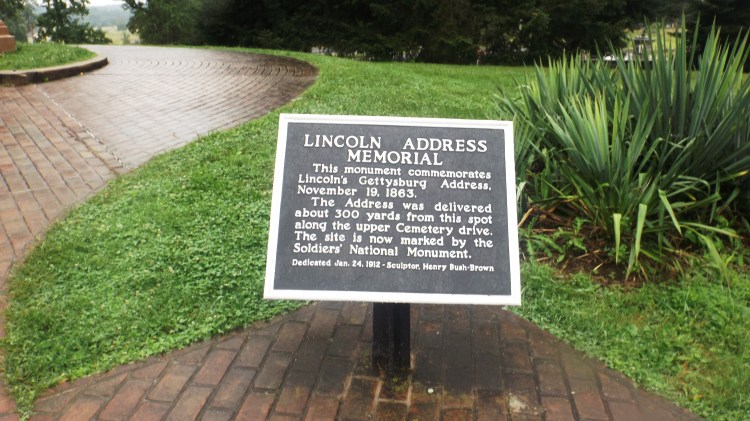 LINCOLN ADDRESS
MEMORIAL
This monument commemorates
Lincoln's Gettysburg Address,
November 19, 1863.
The Address was delivered
about 300 yards from this spot
along the upper Cemetery drive.
The site is now marked by the
Soldiers' National Monument.
Dedicated Jan. 24, 1912 - Sculptor, Henry Bush-Brown